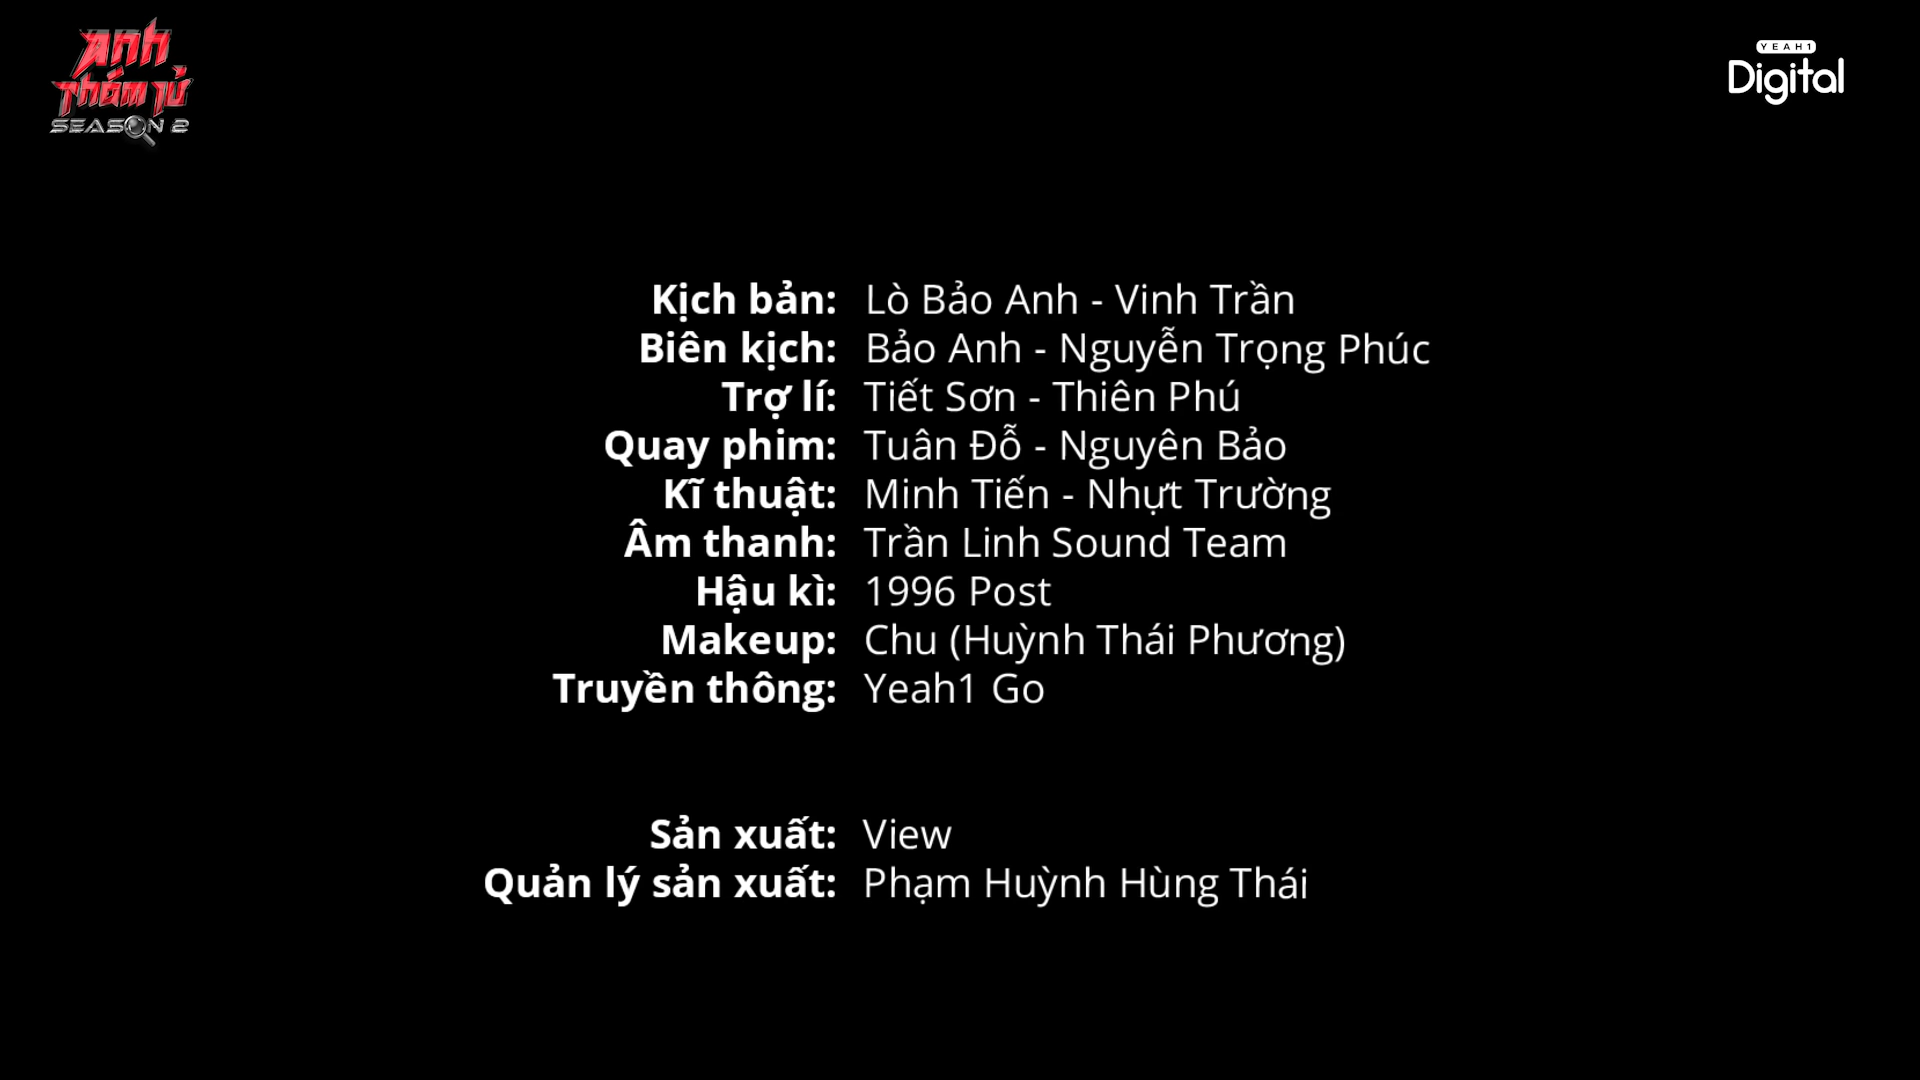 Anh
Thám Tử
SEASON 2
YEAH1
Digital
Kịch bản: Lò Bảo Anh - Vinh Trần
Biên kịch: Bảo Anh - Nguyễn Trọng Phúc
Trợ lí: Tiết Sơn - Thiên Phú
Quay phim: Tuân Đỗ - Nguyên Bảo
Kĩ thuật: Minh Tiến - Nhựt Trường
Âm thanh: Trần Linh Sound Team
Hậu kì: 1996 Post
Makeup: Chu (Huỳnh Thái Phương)
Truyền thông: Yeah1 Go
Sản xuất: View
Quản lý sản xuất: Phạm Huỳnh Hùng Thái